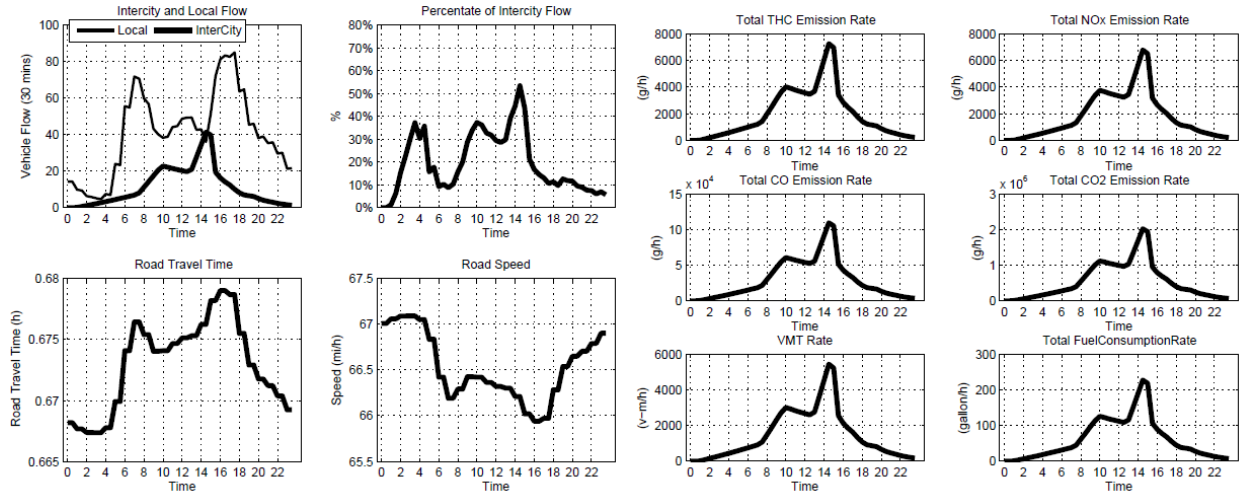 Intercity and Local Flow
Local InterCity
Vehicle Flow (30 mins)
100
80
60
40
20
0
0 2 4 6 8 10 12 14 16 18 20 22
Time
Percentate of Intercity Flow
%
80%
70%
60%
50%
40%
30%
20%
10%
0%
0 2 4 6 8 10 12 14 16 18 20 22
Time
Road Travel Time
Road Travel Time (h)
0.68
0.675
0.67
0.665
0 2 4 6 8 10 12 14 16 18 20 22
Time
Road Speed
Speed (mi/h)
67.5
67
66.5
66
65.5
0 2 4 6 8 10 12 14 16 18 20 22
Time
Total THC Emission Rate
(g/h)
8000
6000
4000
2000
0
0 2 4 6 8 10 12 14 16 18 20 22
Time
Total NOx Emission Rate
(g/h)
8000
6000
4000
2000
0
0 2 4 6 8 10 12 14 16 18 20 22
Time
Total CO Emission Rate
x 10^4
(g/h)
15
10
5
0
0 2 4 6 8 10 12 14 16 18 20 22
Time
Total CO2 Emission Rate
x 10^6
(g/h)
3
2
1
0
0 2 4 6 8 10 12 14 16 18 20 22
Time
VMT Rate
(v−m/h)
6000
4000
2000
0
0 2 4 6 8 10 12 14 16 18 20 22
Time
Total FuelConsumptionRate
(gallon/h)
300
200
100
0
0 2 4 6 8 10 12 14 16 18 20 22
Time